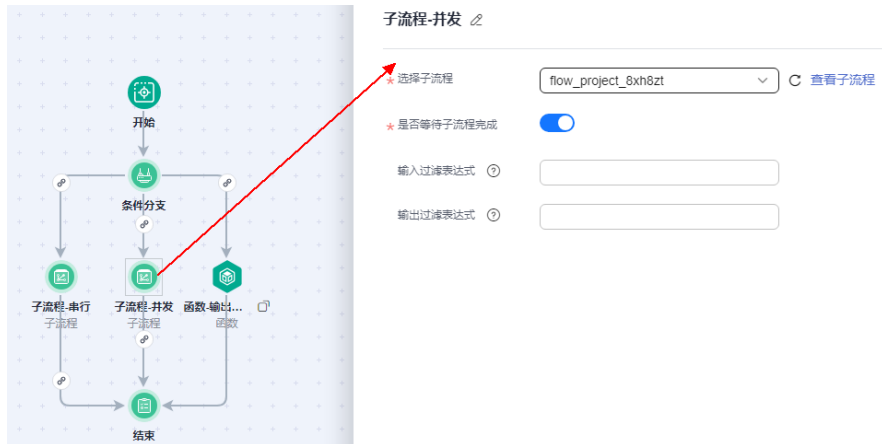 子流程-并发
*选择子流程
flow_project_8xh8zt
查看子流程
*是否等待子流程完成
输入过滤表达式 ?
输出过滤表达式 ?
开始
条件分支
子流程-串行
子流程
子流程-并发
子流程
函数-输出...
函数
结束